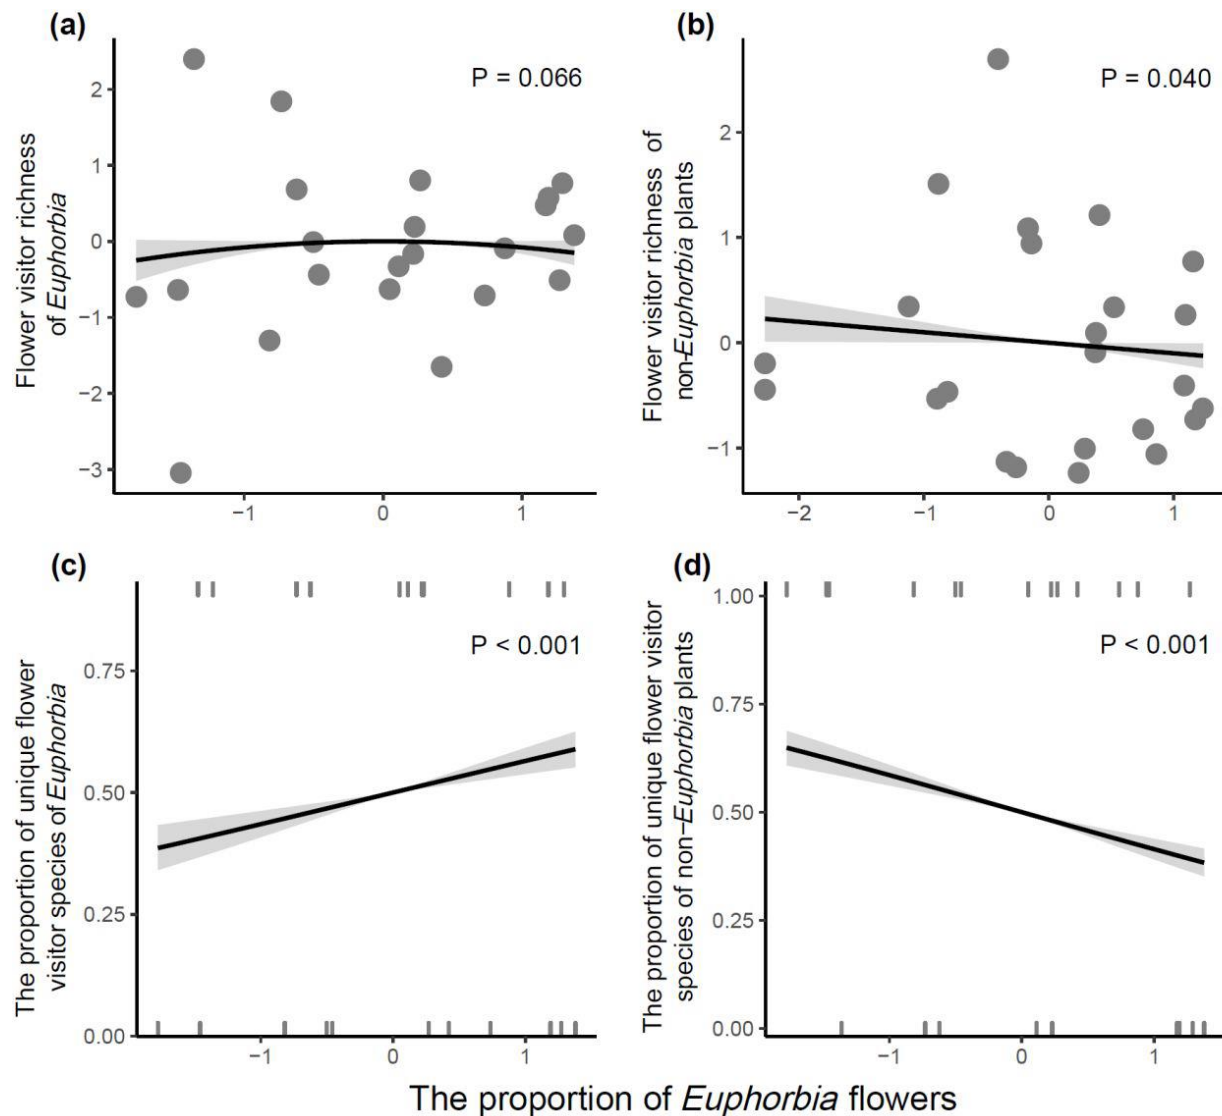 (a)
P = 0.066
Flower visitor richness
of Euphorbia
2
1
0
−1
−2
−3
−1
0
1
(b)
P = 0.040
Flower visitor richness of
non-Euphorbia plants
2
1
0
−1
−2
−1
0
1
(c)
P < 0.001
The proportion of unique flower
visitor species of Euphorbia
0.75
0.50
0.25
0.00
−1
0
1
(d)
P < 0.001
The proportion of unique flower visitor
species of non−Euphorbia plants
1.00
0.75
0.50
0.25
0.00
−1
0
1
The proportion of Euphorbia flowers